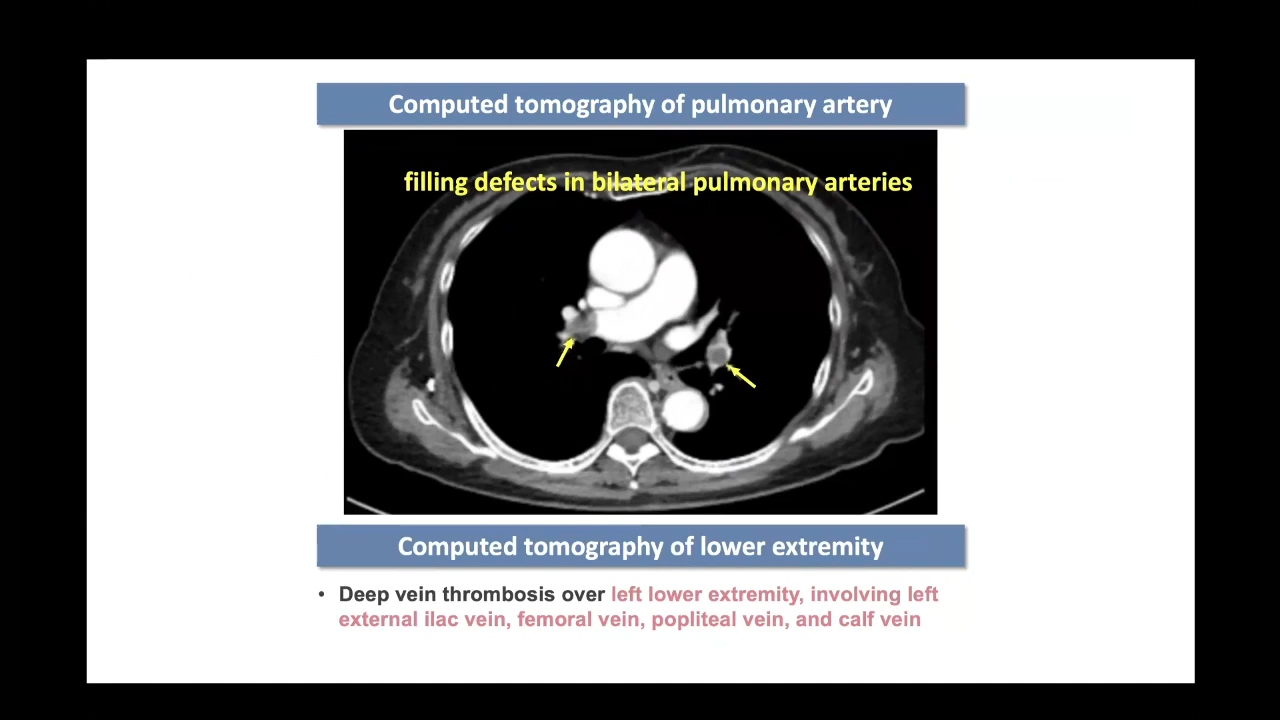 Computed tomography of pulmonary artery
filling defects in bilateral pulmonary arteries
Computed tomography of lower extremity
• Deep vein thrombosis over left lower extremity, involving left
external ilac vein, femoral vein, popliteal vein, and calf vein